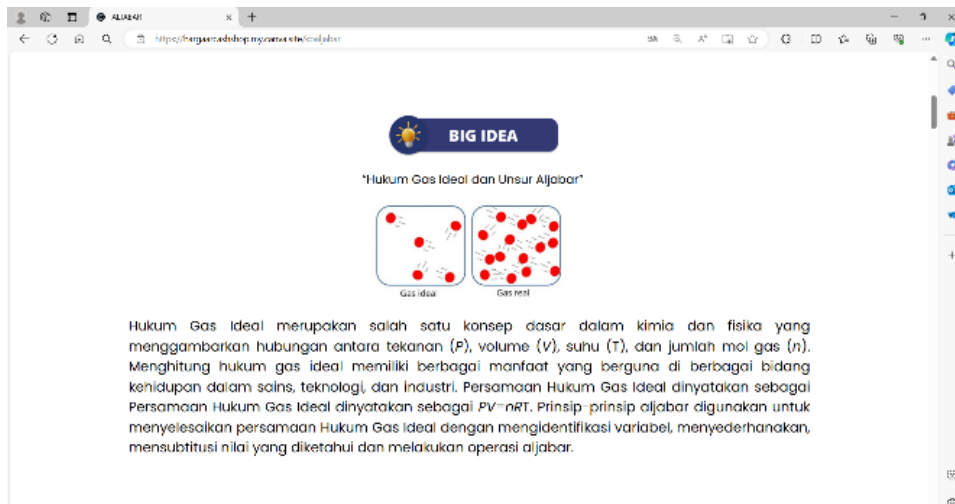 ALJABAR
BIG IDEA
"Hukum Gas Ideal dan Unsur Aljabar"
Gas ideal
Gas real
Hukum Gas Ideal merupakan salah satu konsep dasar dalam kimia dan fisika yang
menggambarkan hubungan antara tekanan (P), volume (V), suhu (T), dan jumlah mol gas (n).
Menghitung hukum gas ideal memiliki berbagai manfaat yang berguna di berbagai bidang
kehidupan dalam sains, teknologi, dan industri. Persamaan Hukum Gas Ideal dinyatakan sebagai
Persamaan Hukum Gas Ideal dinyatakan sebagai PV=nRT. Prinsip-prinsip aljabar digunakan untuk
menyelesaikan persamaan Hukum Gas Ideal dengan mengidentifikasi variabel, menyederhanakan,
mensubtitusi nilai yang diketahui dan melakukan operasi aljabar.